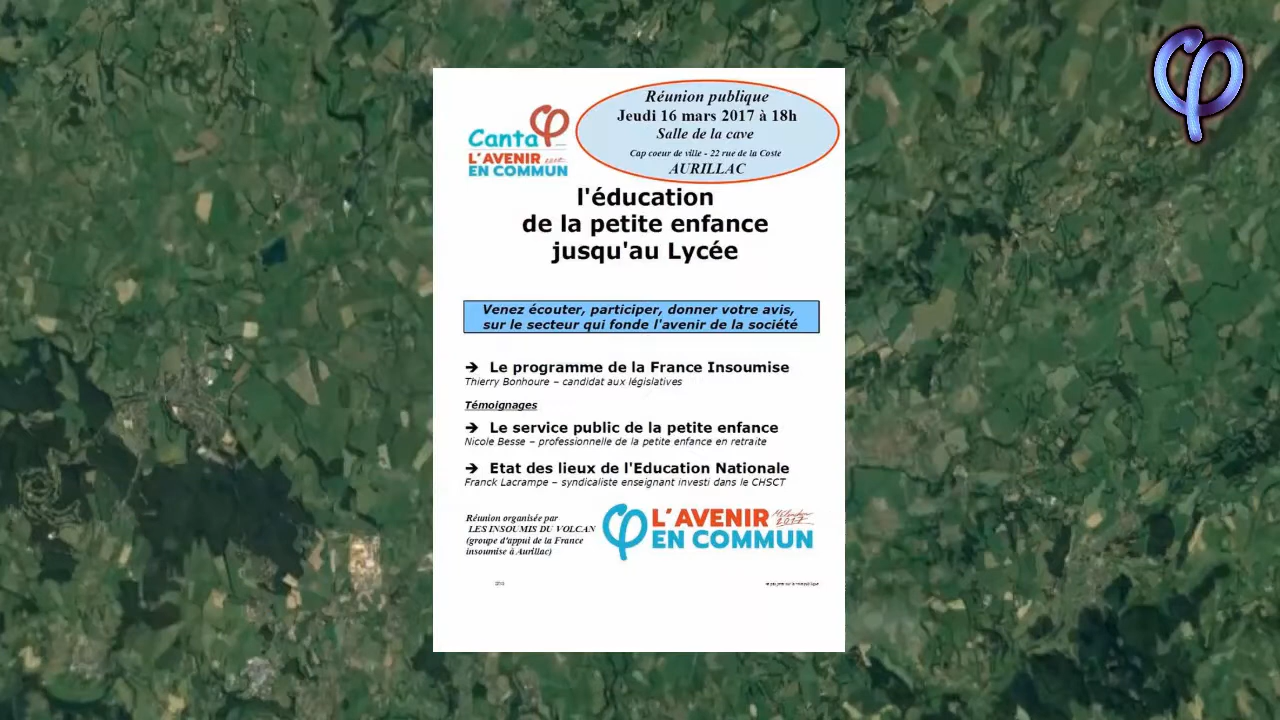 Réunion publique
Jeudi 16 mars 2017 à 18h
Salle de la cave
Cap coeur de ville - 22 rue de la Coste
AURILLAC
Canta
L'AVENIR
EN COMMUN
l'éducation
de la petite enfance
jusqu'au Lycée
Venez écouter, participer, donner votre avis,
sur le secteur qui fonde l'avenir de la société
➔ Le programme de la France Insoumise
Thierry Bonhoure – candidat aux législatives
Témoignages
➔ Le service public de la petite enfance
Nicole Besse – professionnelle de la petite enfance en retraite
➔ Etat des lieux de l'Education Nationale
Franck Lacrampe – syndicaliste enseignant investi dans le CHSCT
Réunion organisée par
LES INSOUMIS DU VOLCAN
(groupe d'appui de la France
insoumise à Aurillac)
L'AVENIR
EN COMMUN